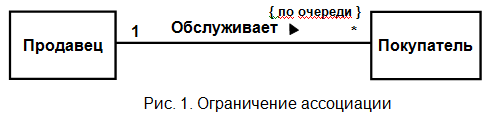 { по очереди }
Продавец 1 Обслуживает ▶ * Покупатель
Рис. 1. Ограничение ассоциации